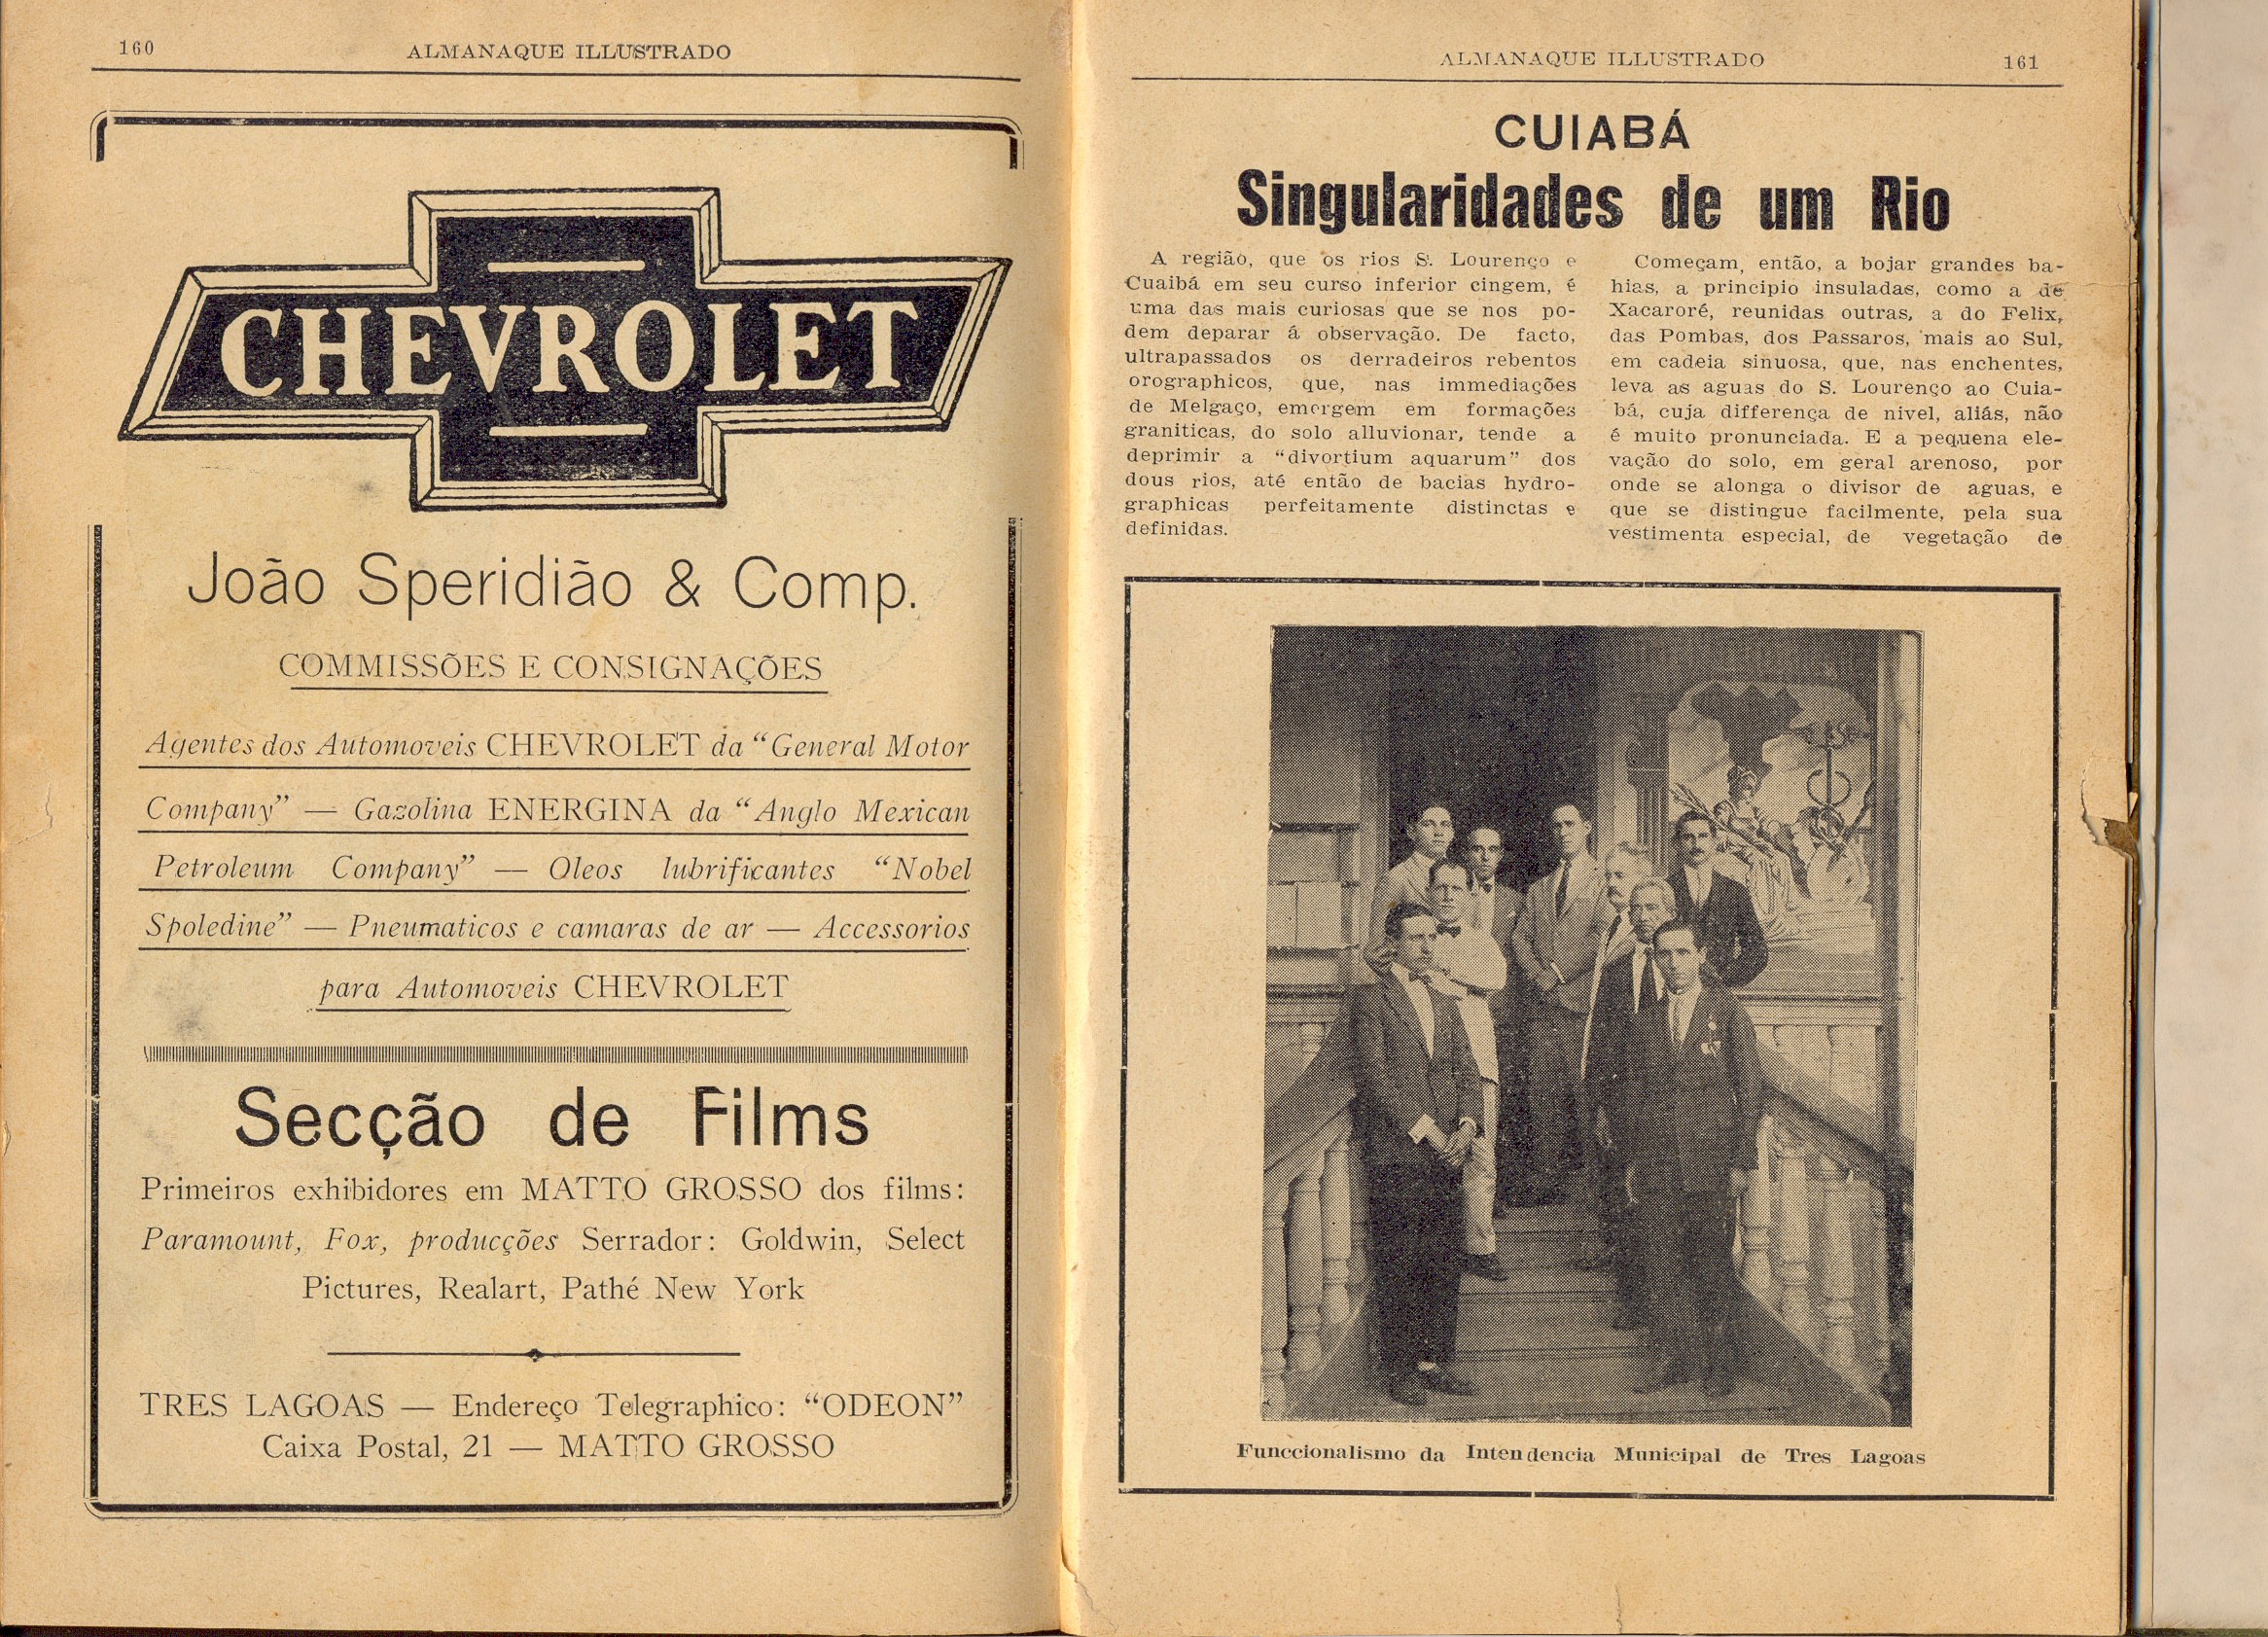 160
ALMANAQUE ILLUSTRADO
CHEVROLET
João Speridião & Comp.
COMMISSÕES E CONSIGNAÇÕES
Agentes dos Automoveis CHEVROLET da “General Motor
Company” — Gazolina ENERGINA da “Anglo Mexican
Petroleum Company” — Oleos lubrificantes “Nobel
Spoledine” — Pneumaticos e camaras de ar — Accessorios
para Automoveis CHEVROLET
Secção de Films
Primeiros exhibidores em MATTO GROSSO dos films:
Paramount, Fox, producções Serrador: Goldwin, Select
Pictures, Realart, Pathé New York
TRES LAGOAS — Endereço Telegraphico: “ODEON”
Caixa Postal, 21 — MATTO GROSSO
ALMANAQUE ILLUSTRADO
161
CUIABÁ
Singularidades de um Rio
A região, que os rios S. Lourenço e
Cuaibá em seu curso inferior cingem, é
uma das mais curiosas que se nos po-
dem deparar á observação. De facto,
ultrapassados os derradeiros rebentos
orographicos, que, nas immediações
de Melgaço, emergem em formações
graniticas, do solo alluvionar, tende a
deprimir a “divortium aquarum” dos
dous rios, até então de bacias hydro-
graphicas perfeitamente distinctas e
definidas.
Começam, então, a bojar grandes ba-
hias, a principio insuladas, como a de
Xacaroré, reunidas outras, a do Felix,
das Pombas, dos Passaros, mais ao Sul,
em cadeia sinuosa, que, nas enchentes,
leva as aguas do S. Lourenço ao Cuia-
bá, cuja differença de nivel, aliás, não
é muito pronunciada. E a pequena ele-
vação do solo, em geral arenoso, por
onde se alonga o divisor de aguas, e
que se distingue facilmente, pela sua
vestimenta especial, de vegetação de
Funccionalismo da Intendencia Municipal de Tres Lagoas